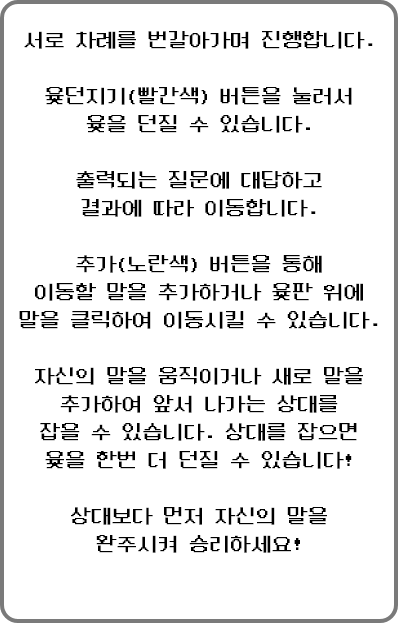 서로 차례를 번갈아가며 진행합니다.
윷던지기(빨간색) 버튼을 눌러서
윷을 던질 수 있습니다.
출력되는 질문에 대답하고
결과에 따라 이동합니다.
추가(노란색) 버튼을 통해
이동할 말을 추가하거나 윷판 위에
말을 클릭하여 이동시킬 수 있습니다.
자신의 말을 움직이거나 새로 말을
추가하여 앞서 나가는 상대를
잡을 수 있습니다. 상대를 잡으면
윷을 한번 더 던질 수 있습니다!
상대보다 먼저 자신의 말을
완주시켜 승리하세요!